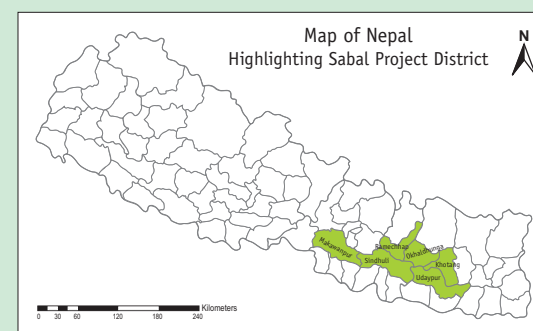 Map of Nepal
Highlighting Sabal Project District
N
Makawanpur
Sindhuli
Ramechhap
Okhaldhunga
Khotang
Udaypur
Kilometers
0 30 60 120 180 240